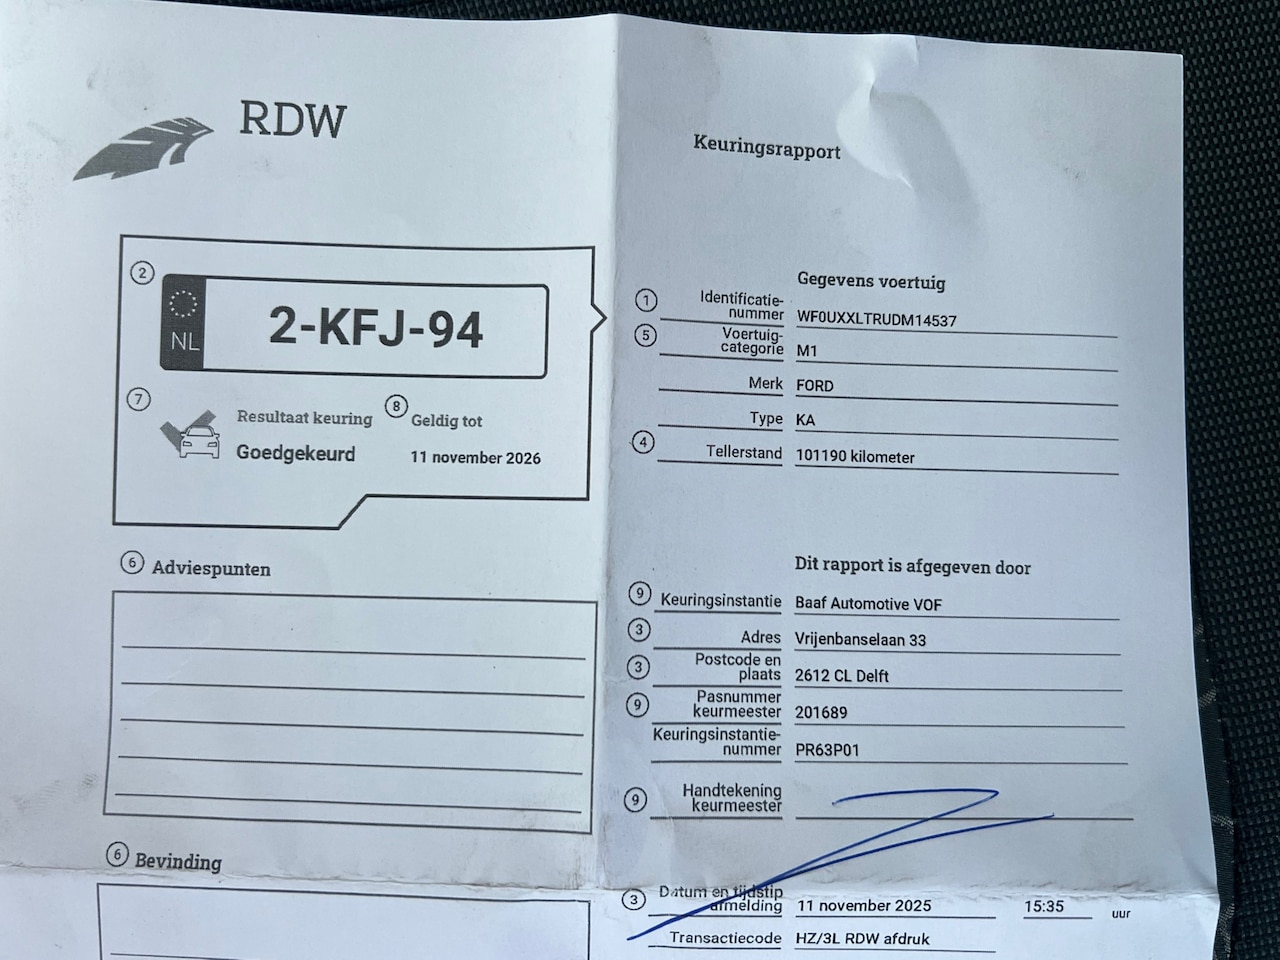 RDW
Keuringsrapport
2
NL
2-KFJ-94
7
Resultaat keuring
Goedgekeurd
8
Geldig tot
11 november 2026
6 Adviespunten
6 Bevinding
Gegevens voertuig
1 Identificatie-
nummer WF0UXXLTRUDM14537
5 Voertuig-
categorie M1
Merk FORD
Type KA
4 Tellerstand 101190 kilometer
Dit rapport is afgegeven door
9 Keuringsinstantie Baaf Automotive VOF
3 Adres Vrijenbanselaan 33
3 Postcode en
plaats 2612 CL Delft
9 Pasnummer
keurmeester 201689
Keuringsinstantie-
nummer PR63P01
9 Handtekening
keurmeester
3 Datum en tijdstip
afmelding 11 november 2025 15:35 uur
Transactiecode HZ/3L RDW afdruk